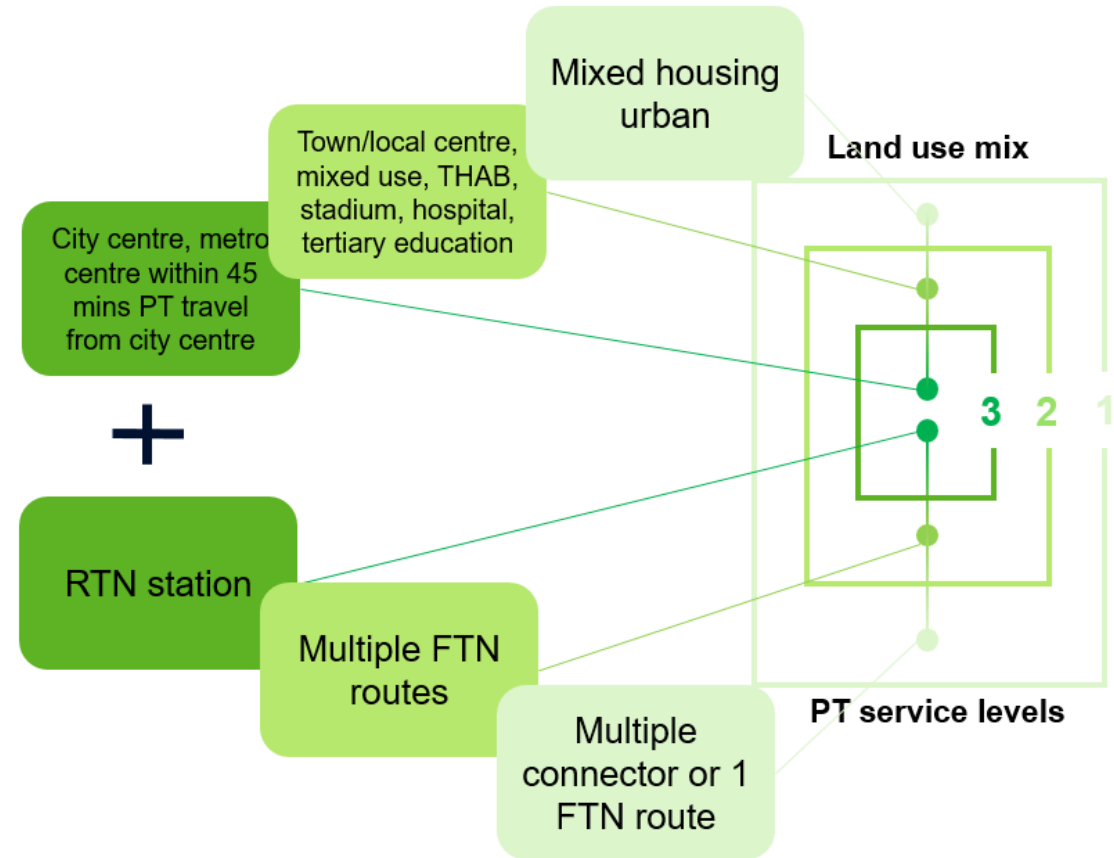 Mixed housing
urban
Land use mix
Town/local centre,
mixed use, THAB,
stadium, hospital,
tertiary education
City centre, metro
centre within 45
mins PT travel
from city centre
3 2 1
RTN station
Multiple FTN
routes
PT service levels
Multiple
connector or 1
FTN route